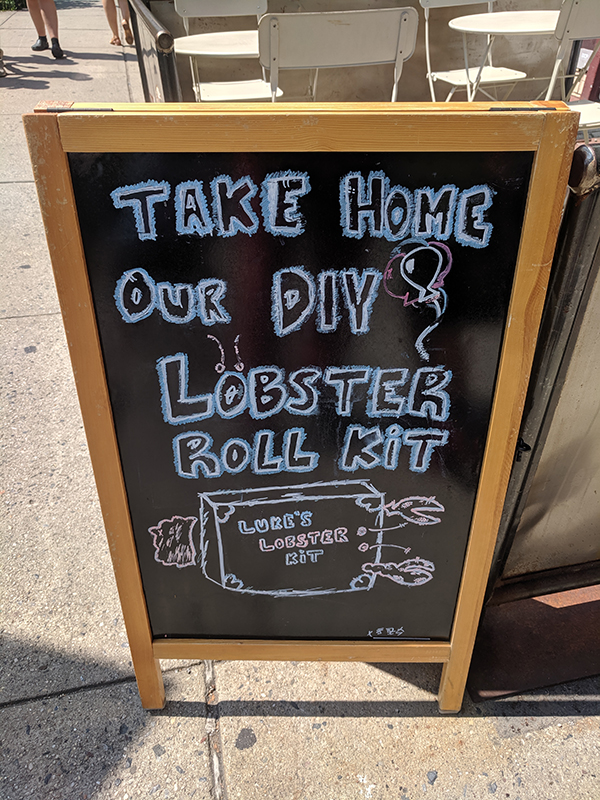 TAKE HOME
OUR DIY
LOBSTER
ROLL KIT
LUKE'S
LOBSTER
KIT